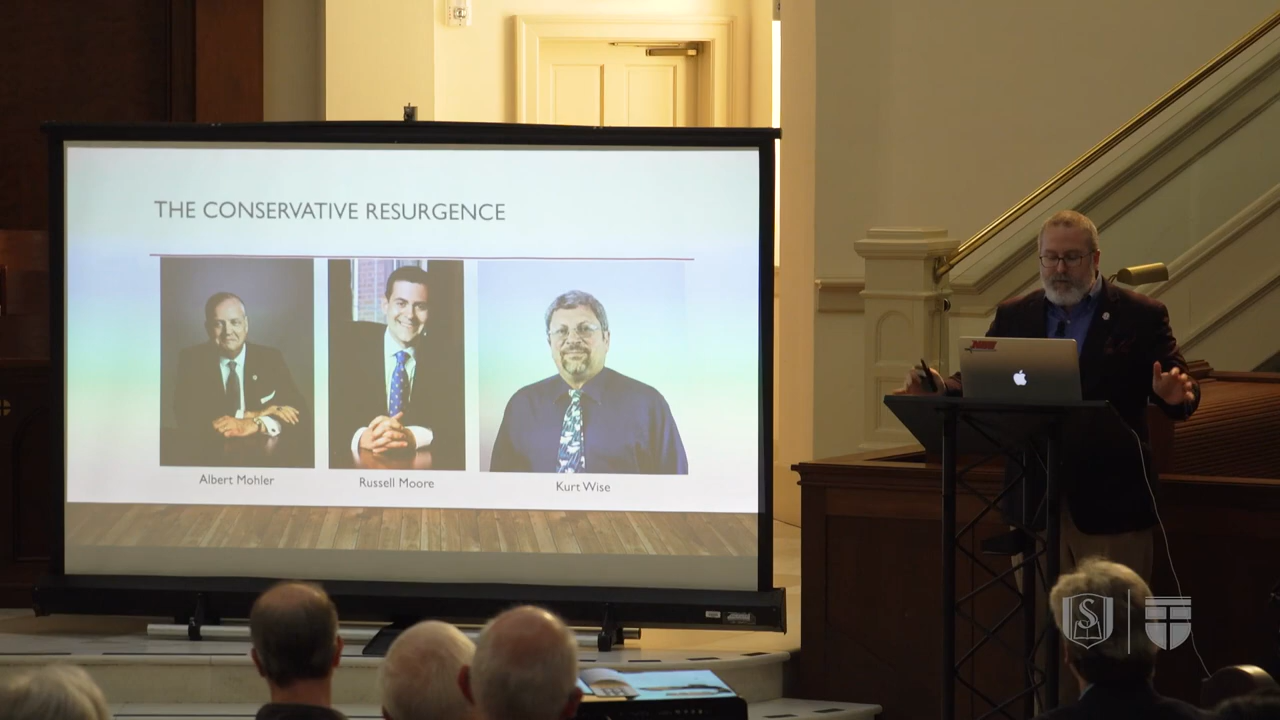 THE CONSERVATIVE RESURGENCE
Albert Mohler
Russell Moore
Kurt Wise
S